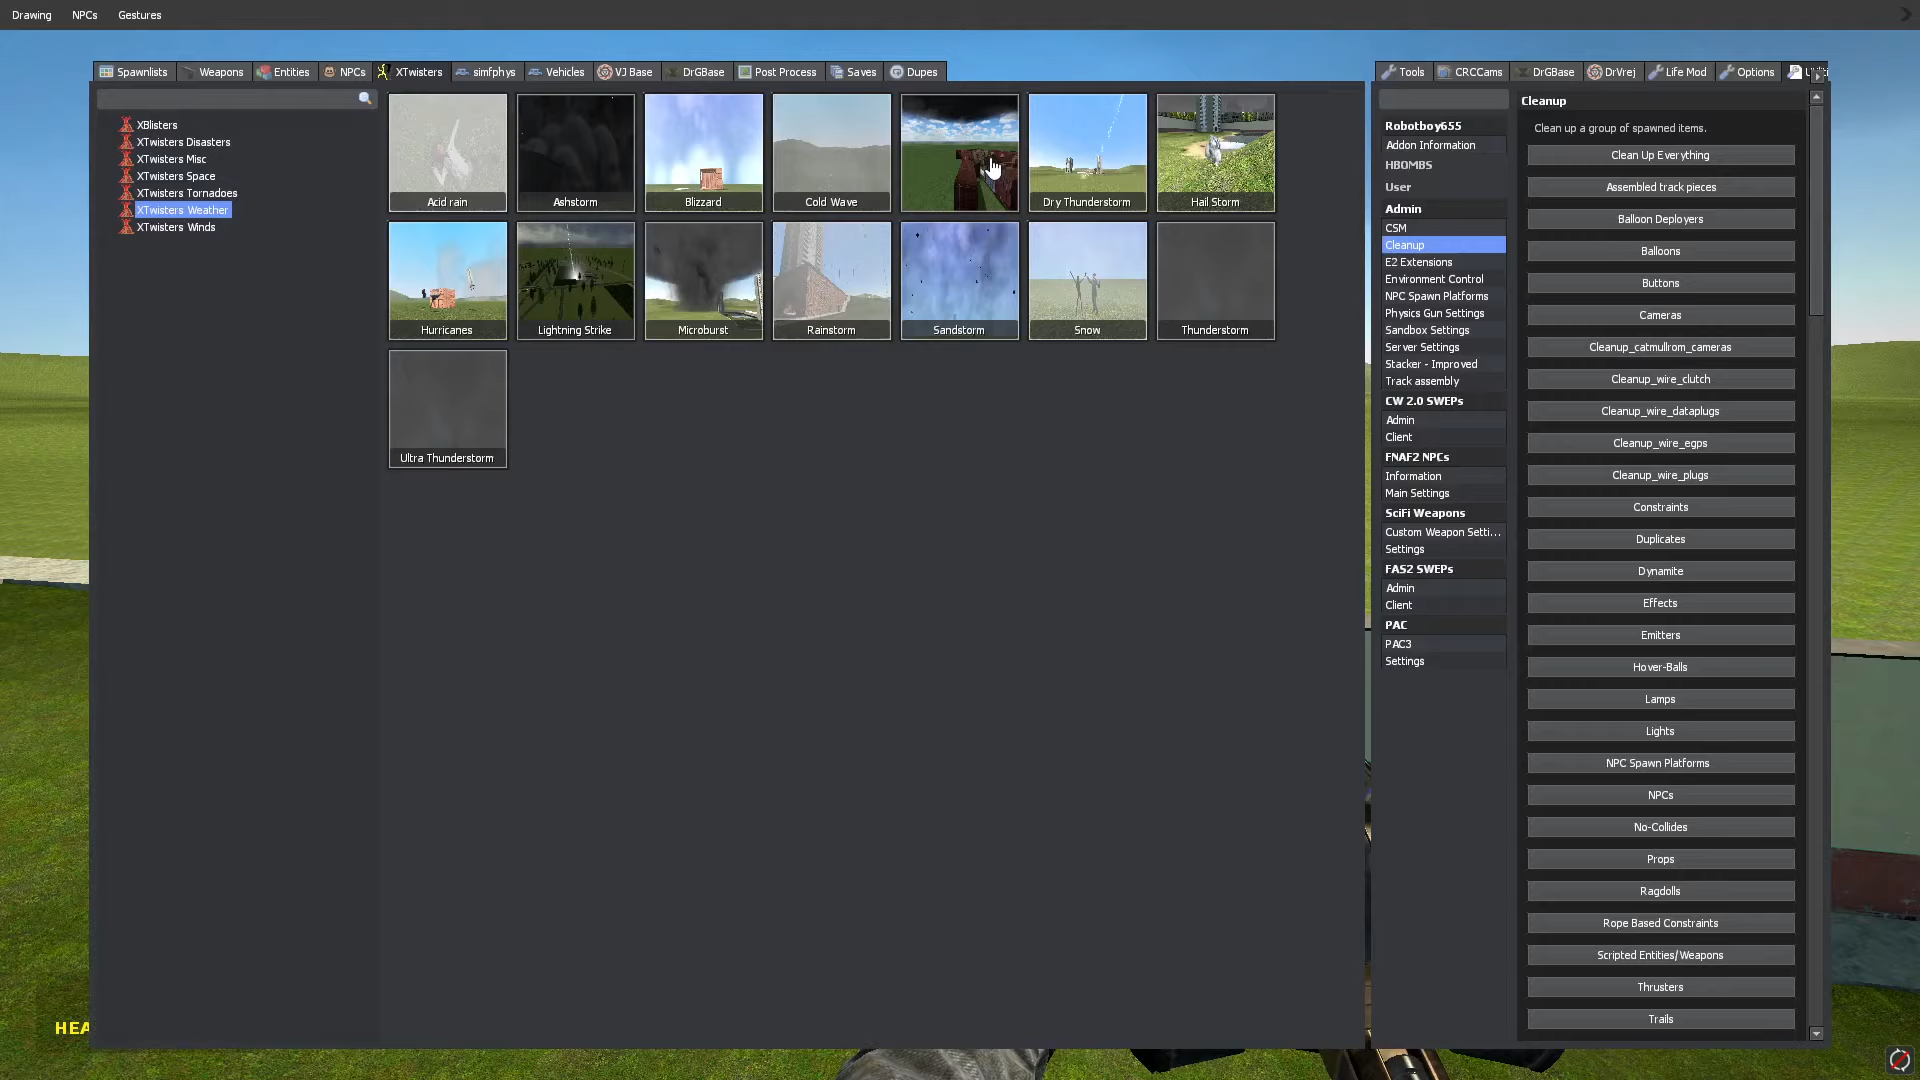 Drawing
NPCs
Gestures
Spawnlists
Weapons
Entities
NPCs
XTwisters
simfphys
Vehicles
VJ Base
DrGBase
Post Process
Saves
Dupes
XBlisters
XTwisters Disasters
XTwisters Misc
XTwisters Space
XTwisters Tornadoes
XTwisters Weather
XTwisters Winds
Acid rain
Ashstorm
Blizzard
Cold Wave
Dry Thunderstorm
Hail Storm
Hurricanes
Lightning Strike
Microburst
Rainstorm
Sandstorm
Snow
Thunderstorm
Ultra Thunderstorm
Tools
CRCCams
DrGBase
DrVrej
Life Mod
Options
Robotboy655
Addon Information
HBOMBS
User
Admin
CSM
Cleanup
E2 Extensions
Environment Control
NPC Spawn Platforms
Physics Gun Settings
Sandbox Settings
Server Settings
Stacker - Improved
Track assembly
CW 2.0 SWEPs
Admin
Client
FNAF2 NPCs
Information
Main Settings
SciFi Weapons
Custom Weapon Setti...
Settings
FAS2 SWEPs
Admin
Client
PAC
PAC3
Settings
Cleanup
Clean up a group of spawned items.
Clean Up Everything
Assembled track pieces
Balloon Deployers
Balloons
Buttons
Cameras
Cleanup_catmullrom_cameras
Cleanup_wire_clutch
Cleanup_wire_dataplugs
Cleanup_wire_egps
Cleanup_wire_plugs
Constraints
Duplicates
Dynamite
Effects
Emitters
Hover-Balls
Lamps
Lights
NPC Spawn Platforms
NPCs
No-Collides
Props
Ragdolls
Rope Based Constraints
Scripted Entities/Weapons
Thrusters
Trails
HEA